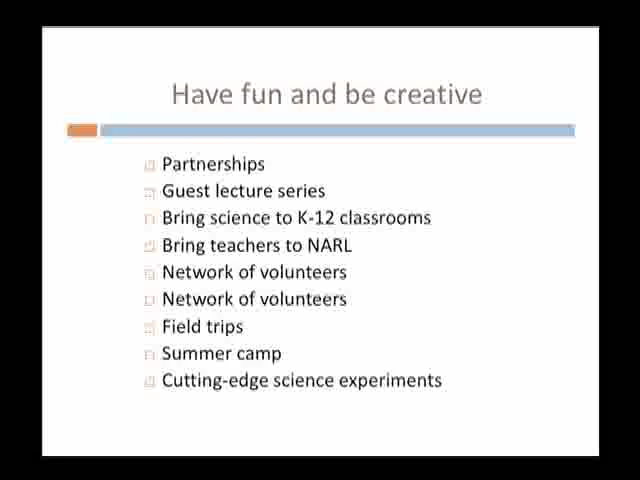 Have fun and be creative
Partnerships
Guest lecture series
Bring science to K-12 classrooms
Bring teachers to NARL
Network of volunteers
Network of volunteers
Field trips
Summer camp
Cutting-edge science experiments